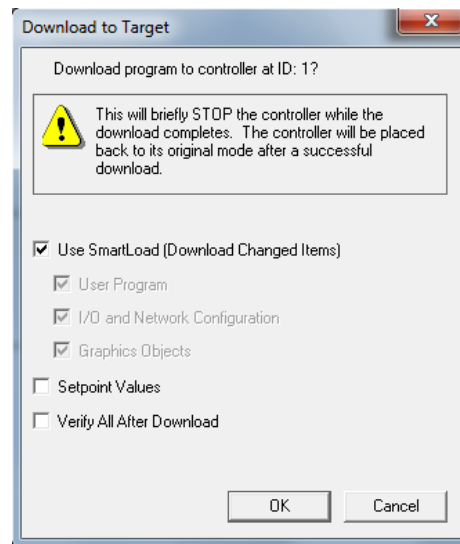 Download to Target
Download program to controller at ID: 1?
This will briefly STOP the controller while the
download completes. The controller will be placed
back to its original mode after a successful
download.
Use SmartLoad (Download Changed Items)
User Program
I/O and Network Configuration
Graphics Objects
Setpoint Values
Verify All After Download
OK Cancel